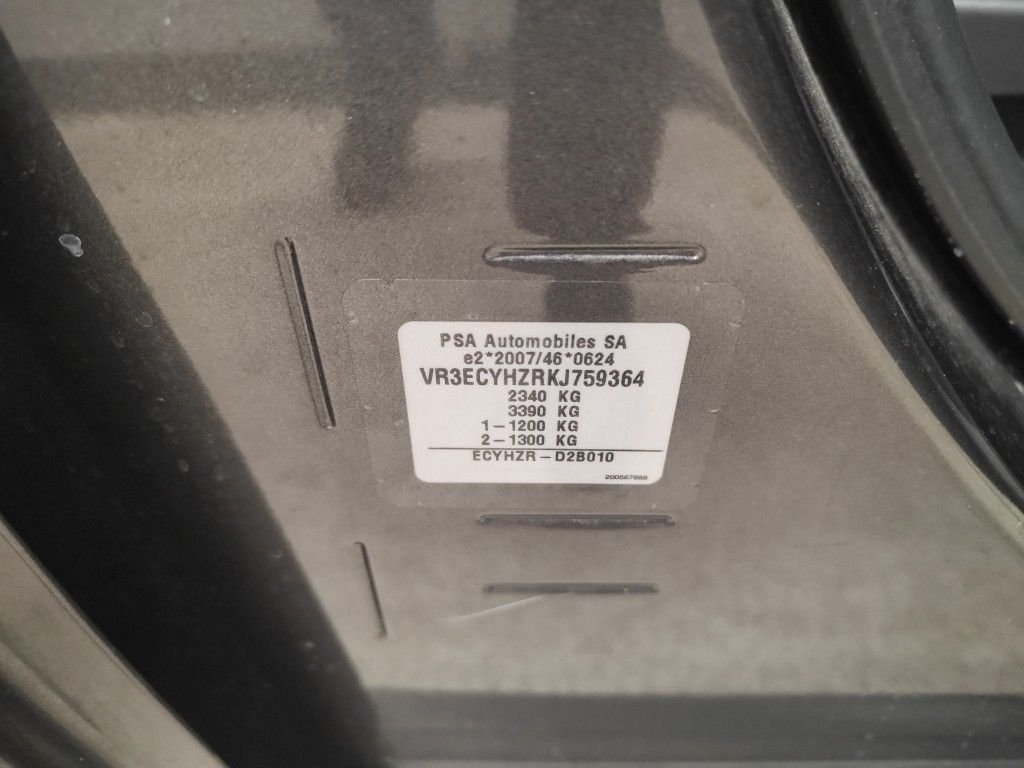 PSA Automobiles SA
e2*2007/46*0624
VR3ECYHZRKJ759364
2340 KG
3390 KG
1-1200 KG
2-1300 KG
ECYHZR-D2B010
200567888